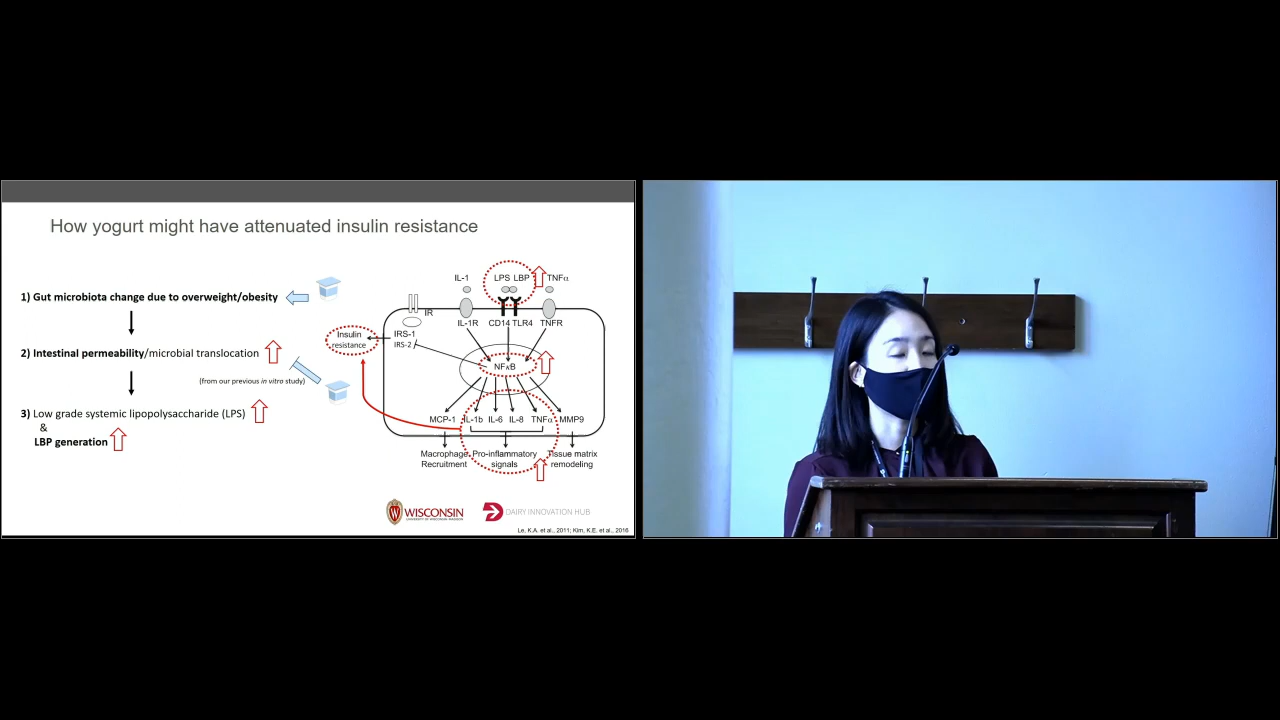 How yogurt might have attenuated insulin resistance
1) Gut microbiota change due to overweight/obesity
2) Intestinal permeability/microbial translocation
(from our previous in vitro study)
3) Low grade systemic lipopolysaccharide (LPS)
&
LBP generation
IL-1
LPS LBP
TNFα
IR
IL-1R
CD14 TLR4
TNFR
Insulin
resistance
IRS-1
IRS-2
NFκB
MCP-1
IL-1b
IL-6
IL-8
TNFα
MMP9
Macrophage
Recruitment
Pro-inflammatory
signals
Tissue matrix
remodeling
WISCONSIN
UNIVERSITY OF WISCONSIN-MADISON
DAIRY INNOVATION HUB
Le, K.A. et al., 2011; Kim, K.E. et al., 2016